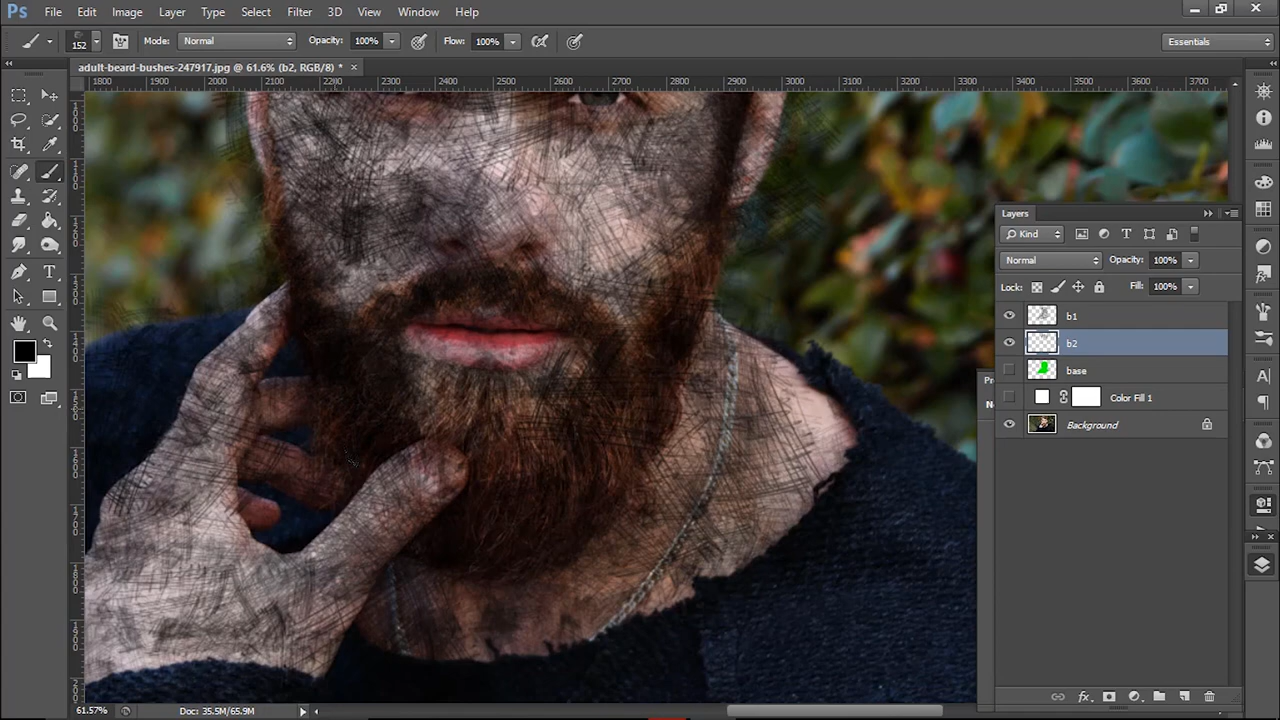 Ps File Edit Image Layer Type Select Filter 3D View Window Help
152 Mode: Normal Opacity: 100% Flow: 100% Essentials
adult-beard-bushes-247917.jpg @ 61.6% (b2, RGB/8) *
1800 1900 2000 2100 2200 2300 2400 2500 2600 2700 2800 2900 3000 3100 3200 3300 3400 3500 3600 3700
Layers
Kind
Normal Opacity: 100%
Lock: Fill: 100%
b1
b2
base
Color Fill 1
Background
61.57% Doc: 35.5M/65.9M